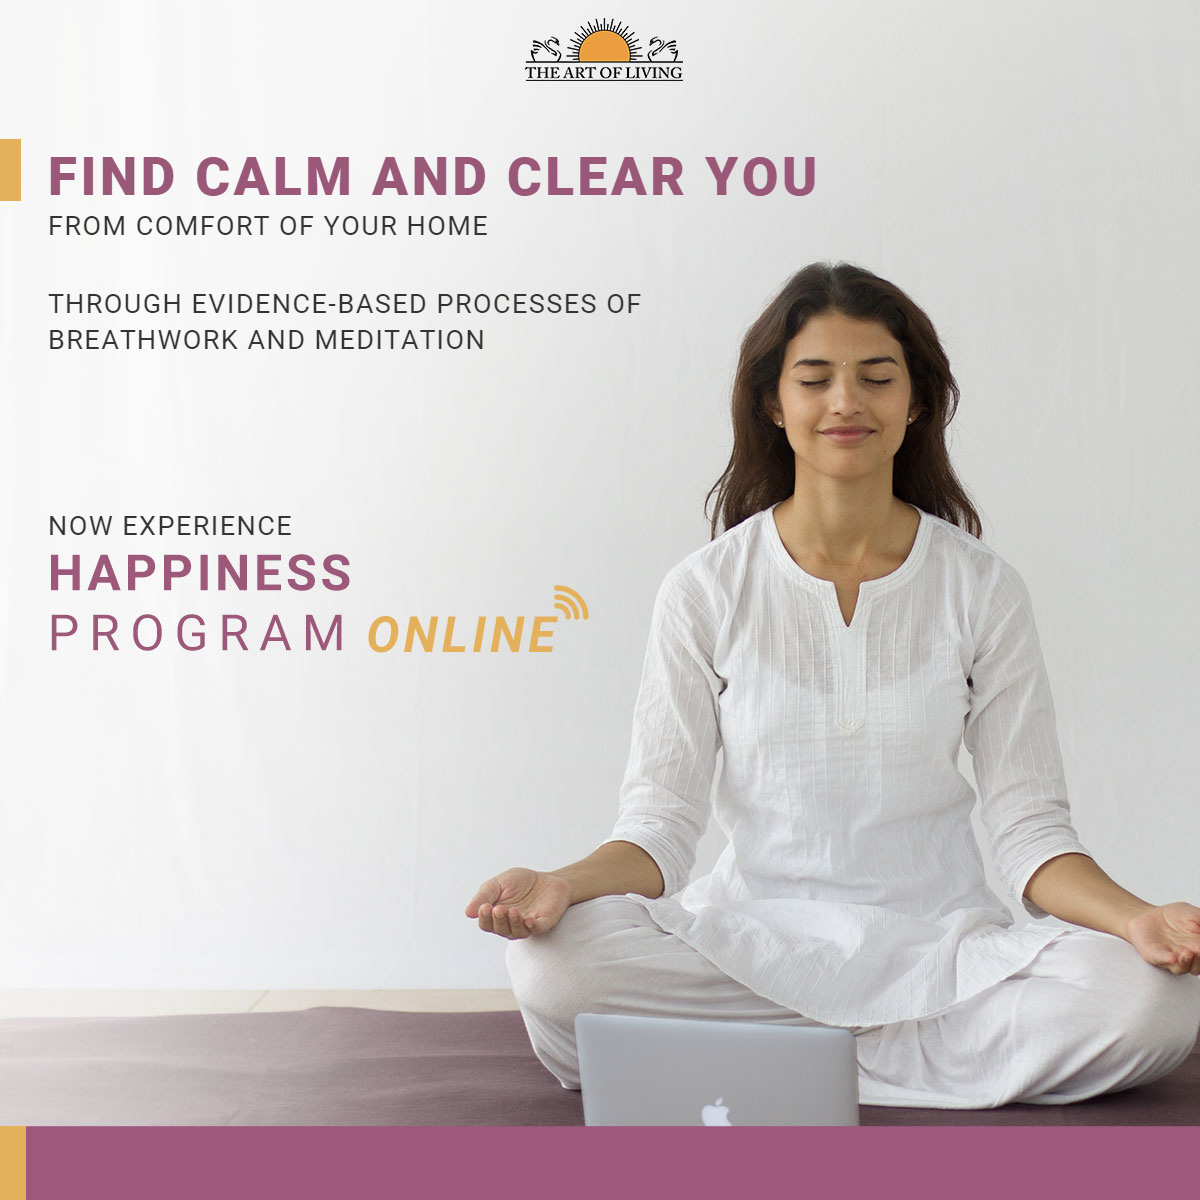 THE ART OF LIVING
FIND CALM AND CLEAR YOU
FROM COMFORT OF YOUR HOME
THROUGH EVIDENCE-BASED PROCESSES OF
BREATHWORK AND MEDITATION
NOW EXPERIENCE
HAPPINESS
PROGRAM ONLINE